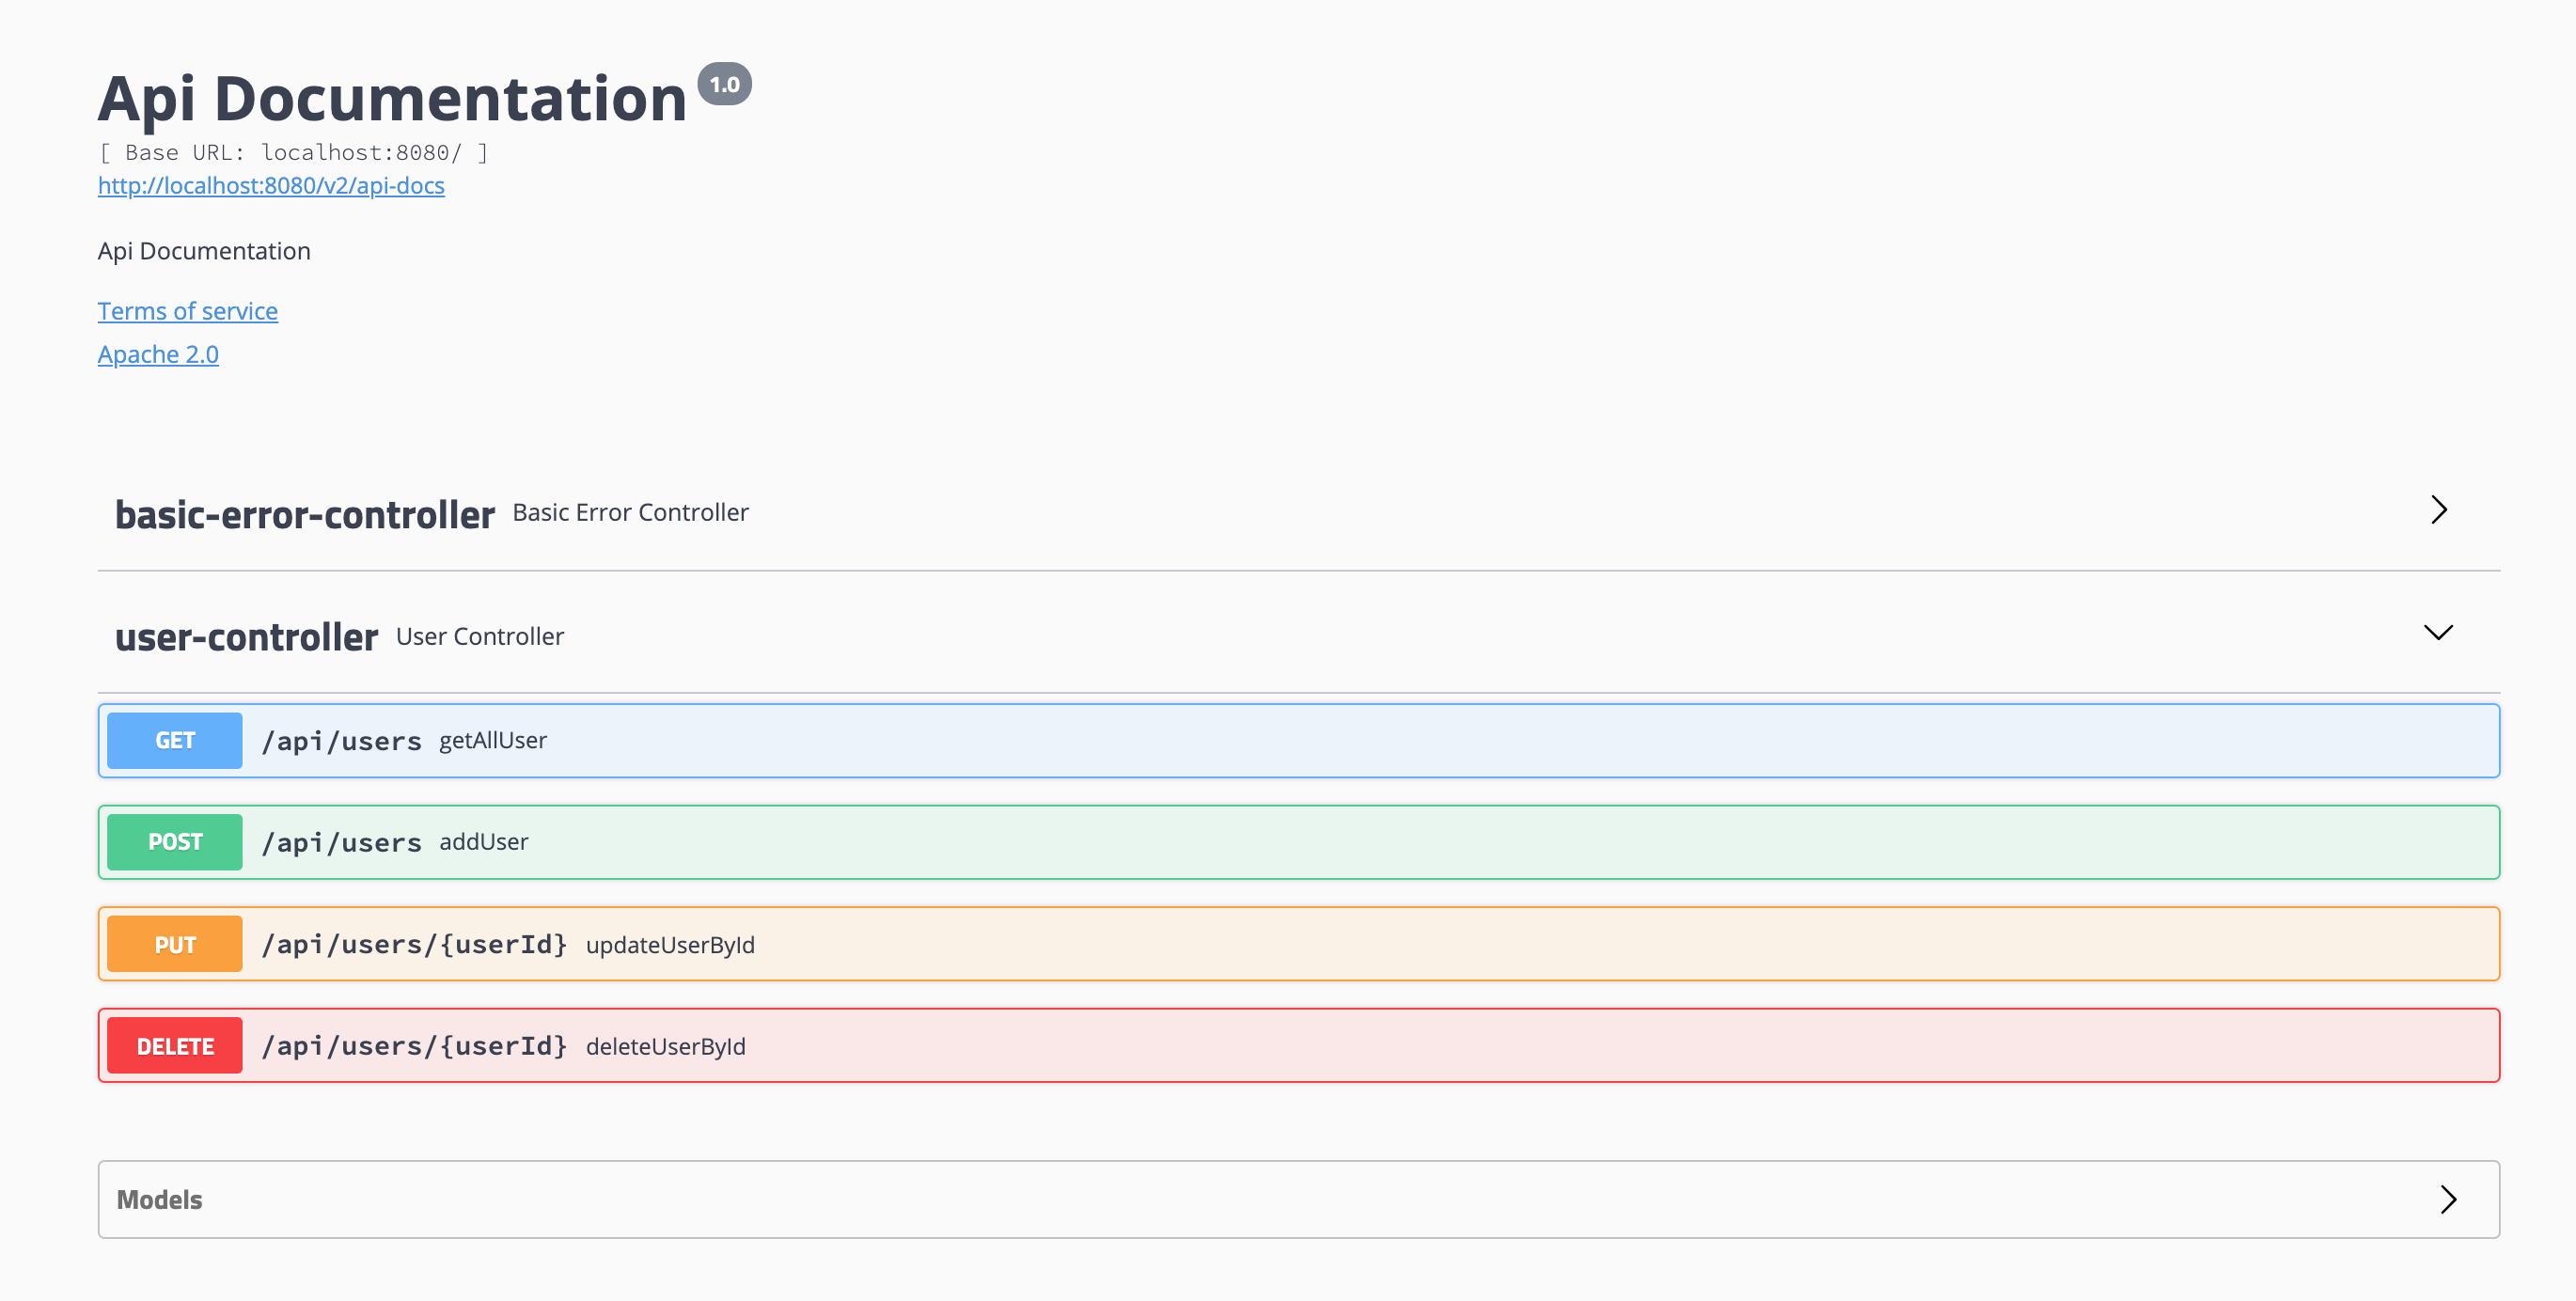 Api Documentation 1.0
[ Base URL: localhost:8080/ ]
http://localhost:8080/v2/api-docs
Api Documentation
Terms of service
Apache 2.0
basic-error-controller Basic Error Controller
user-controller User Controller
GET /api/users getAllUser
POST /api/users addUser
PUT /api/users/{userId} updateUserById
DELETE /api/users/{userId} deleteUserById
Models